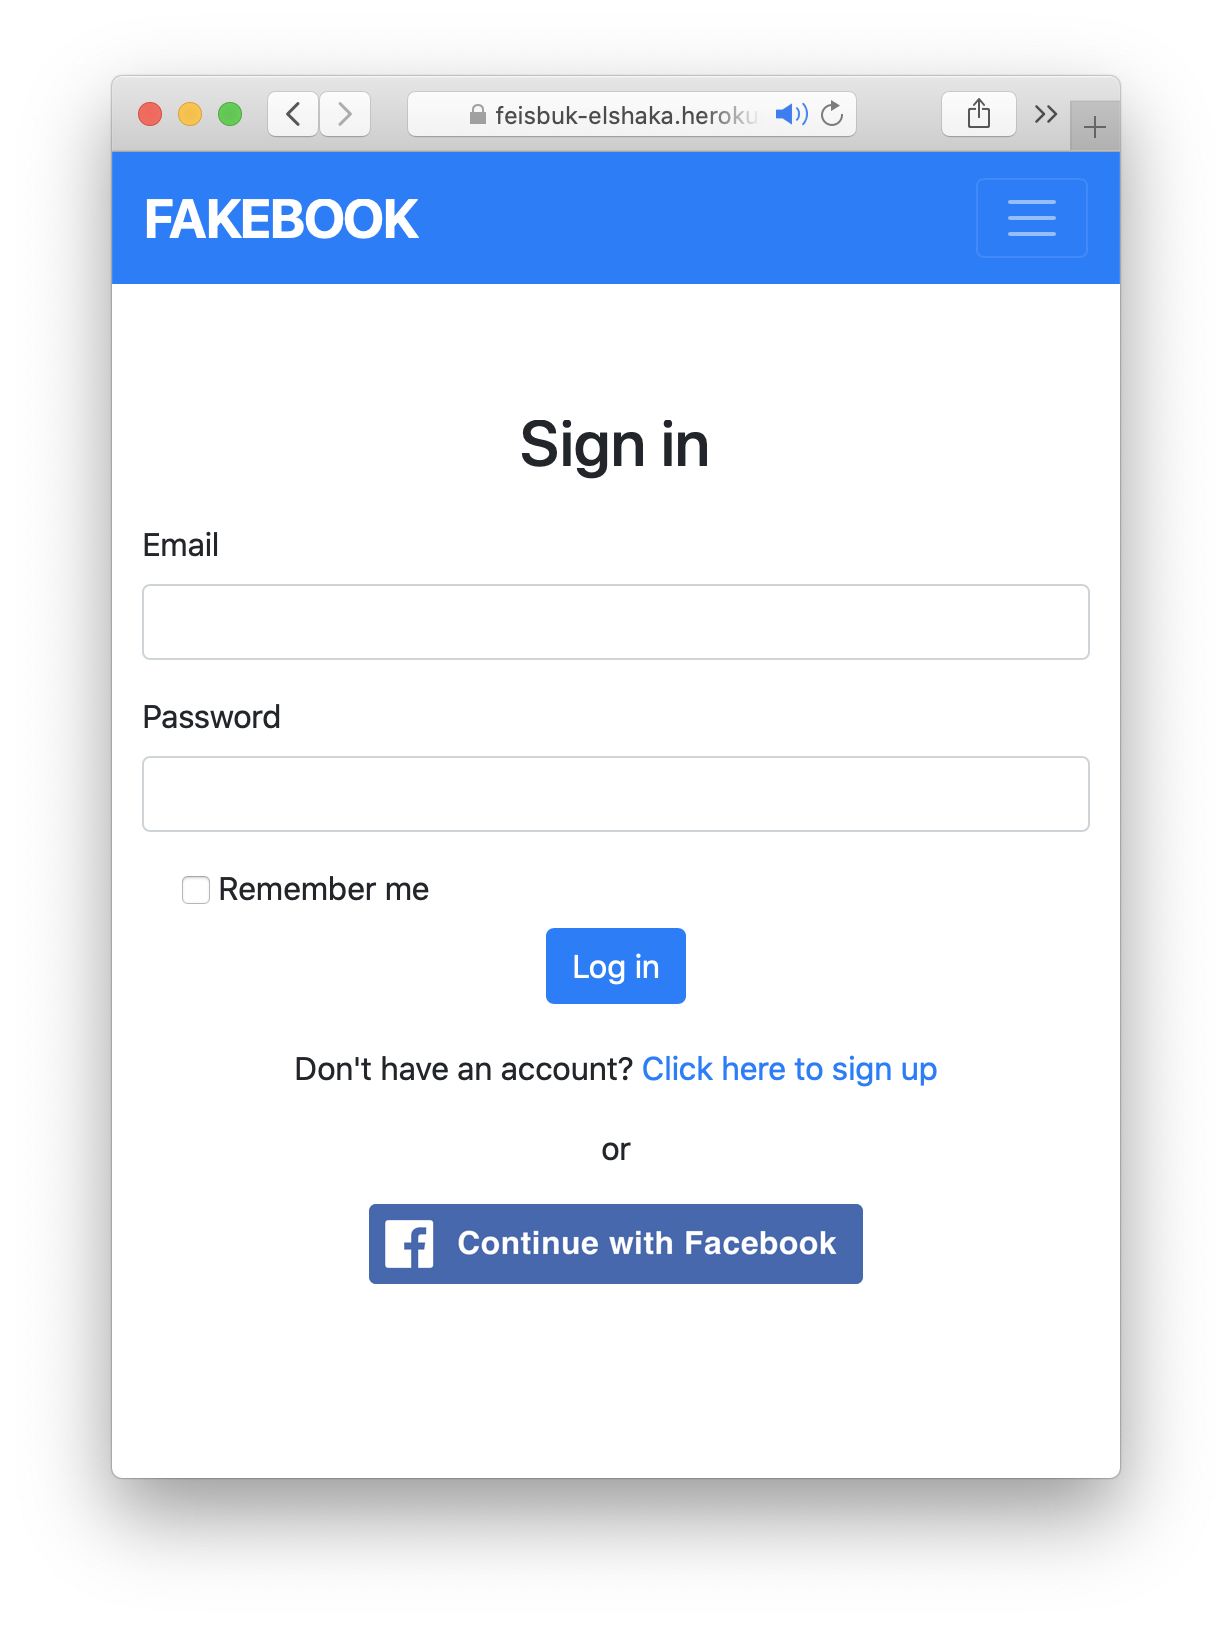 feisbuk-elshaka.heroku
FAKEBOOK
Sign in
Email
Password
Remember me
Log in
Don't have an account? Click here to sign up
or
Continue with Facebook